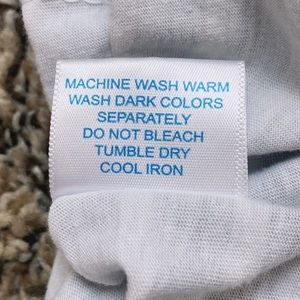 MACHINE WASH WARM
WASH DARK COLORS
SEPARATELY
DO NOT BLEACH
TUMBLE DRY
COOL IRON